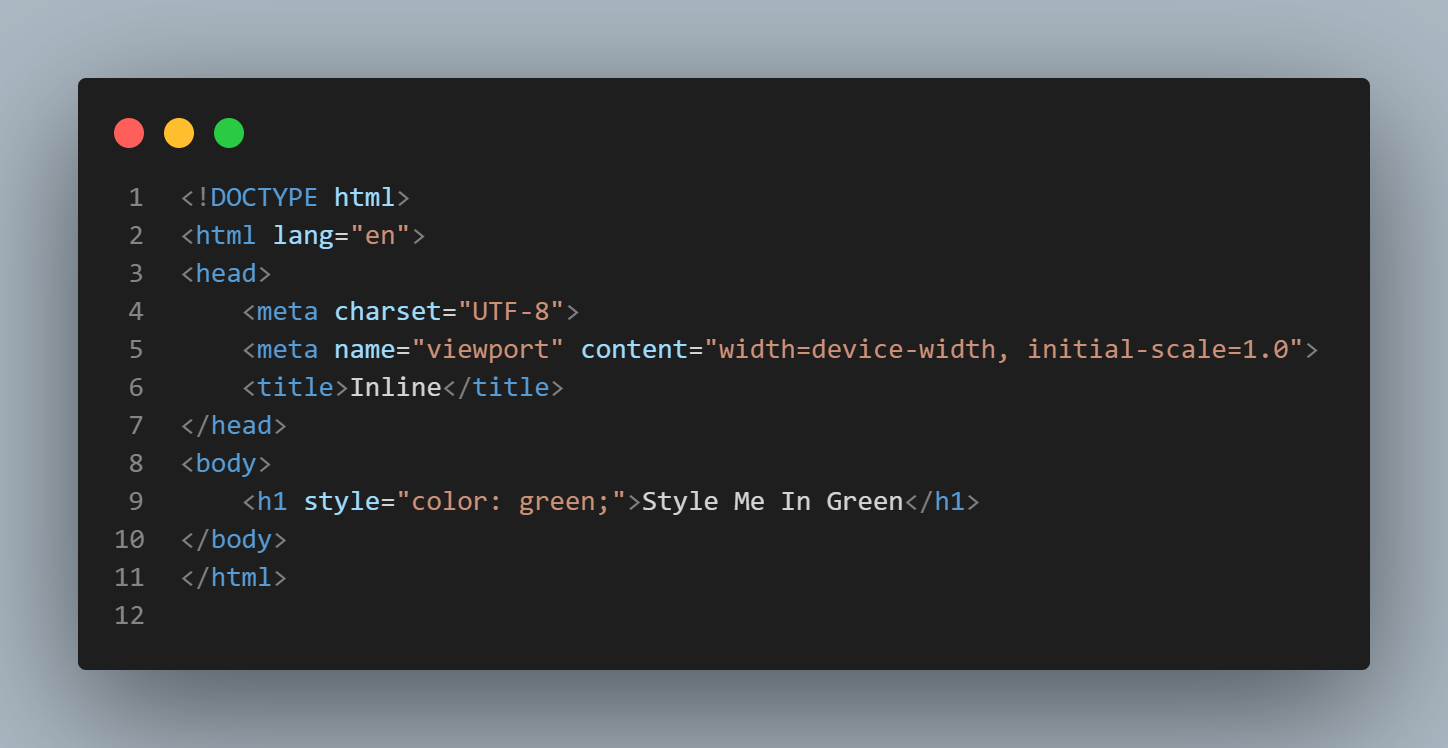 1 <!DOCTYPE html>
2 <html lang="en">
3 <head>
4     <meta charset="UTF-8">
5     <meta name="viewport" content="width=device-width, initial-scale=1.0">
6     <title>Inline</title>
7 </head>
8 <body>
9     <h1 style="color: green;">Style Me In Green</h1>
10 </body>
11 </html>
12